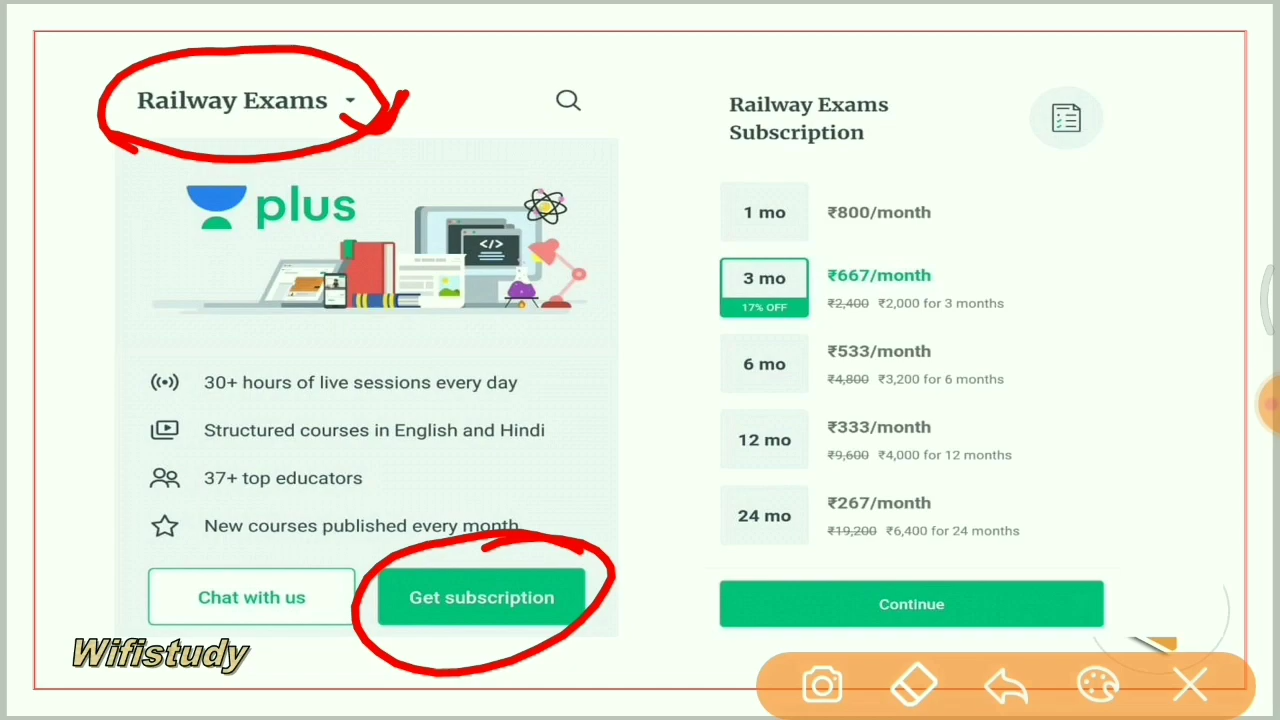 Railway Exams
plus
</>
30+ hours of live sessions every day
Structured courses in English and Hindi
37+ top educators
New courses published every month
Chat with us
Get subscription
Wifistudy
Railway Exams
Subscription
1 mo
₹800/month
3 mo
17% OFF
₹667/month
₹2,400 ₹2,000 for 3 months
6 mo
₹533/month
₹4,800 ₹3,200 for 6 months
12 mo
₹333/month
₹9,600 ₹4,000 for 12 months
24 mo
₹267/month
₹19,200 ₹6,400 for 24 months
Continue